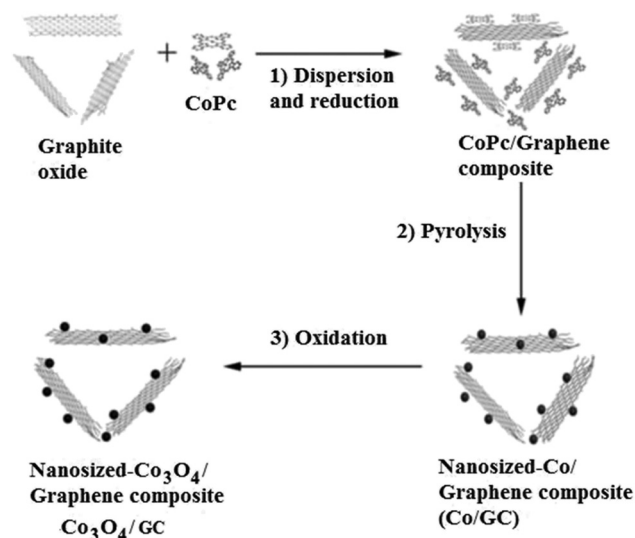 +
CoPc
1) Dispersion
and reduction
Graphite
oxide
CoPc/Graphene
composite
2) Pyrolysis
3) Oxidation
Nanosized-Co₃O₄/
Graphene composite
Co₃O₄/GC
Nanosized-Co/
Graphene composite
(Co/GC)